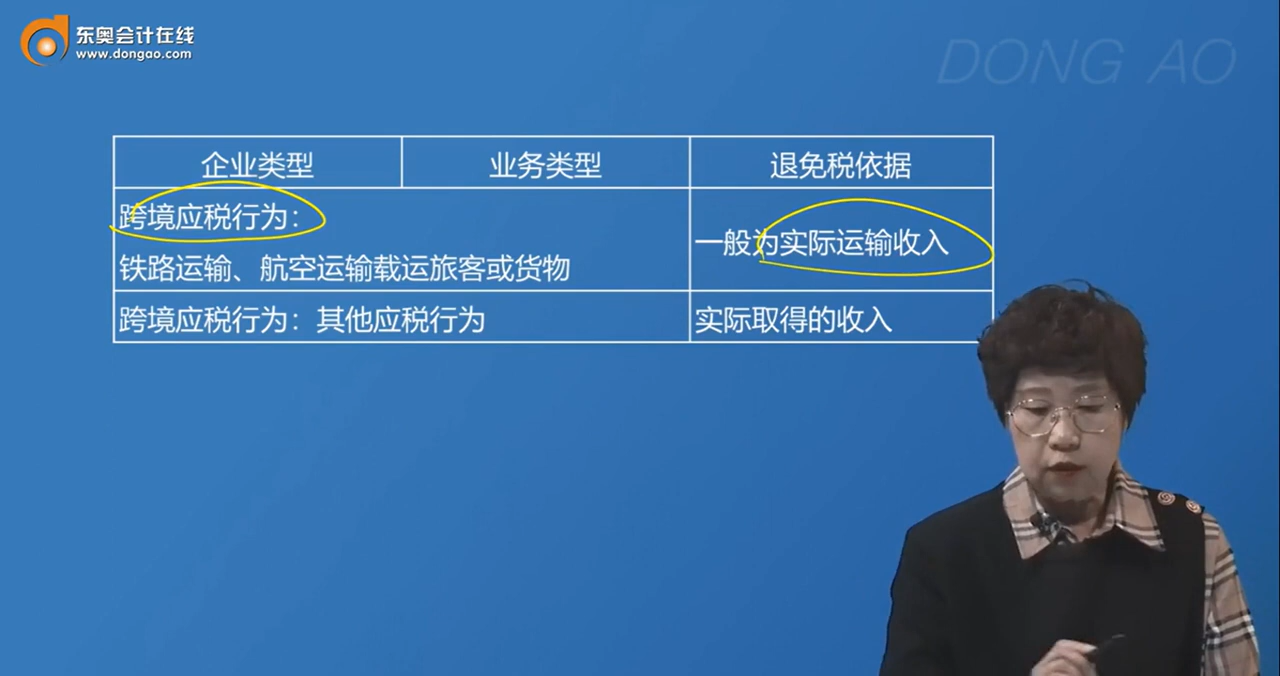 东奥会计在线
www.dongao.com
DONG AO
企业类型 业务类型 退免税依据
跨境应税行为：
铁路运输、航空运输载运旅客或货物
一般为实际运输收入
跨境应税行为：其他应税行为 实际取得的收入